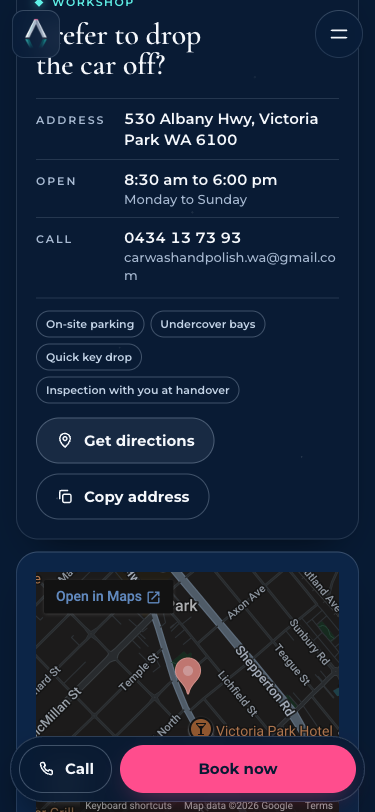 WORKSHOP
refer to drop
the car off?
ADDRESS
530 Albany Hwy, Victoria
Park WA 6100
OPEN
8:30 am to 6:00 pm
Monday to Sunday
CALL
0434 13 73 93
carwashandpolish.wa@gmail.co
m
On-site parking
Undercover bays
Quick key drop
Inspection with you at handover
Get directions
Copy address
Open in Maps
ark
Axon Ave
Sunbury Rd
Teague St
Shepperton Rd
Temple St
Lichfield St
cMillan St
North
Victoria Park Hotel
Call
Book now
Keyboard shortcuts
Map data ©2026 Google
Terms